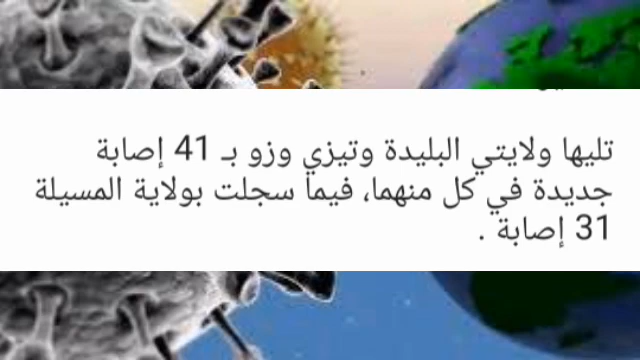 تليها ولايتي البليدة وتيزي وزو بـ 41 إصابة
جديدة في كل منهما، فيما سجلت بولاية المسيلة
31 إصابة .